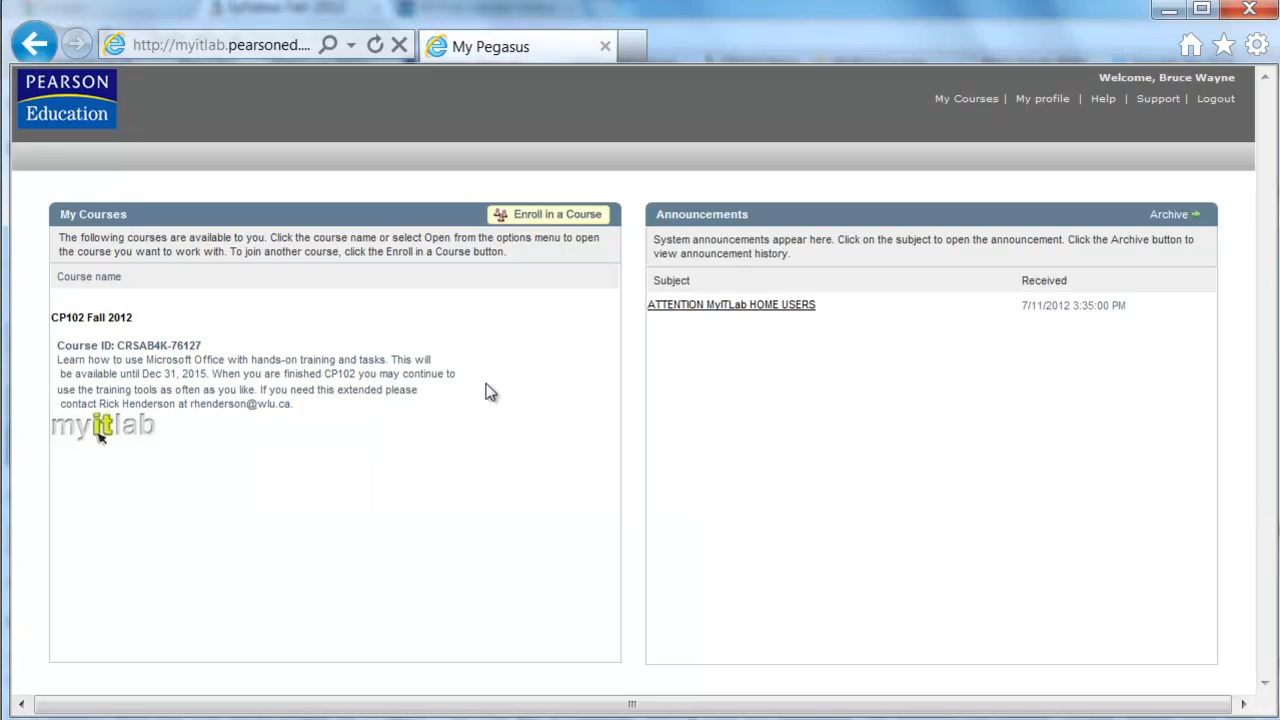 Syllabus Fall 2012
http://myitlab.pearsoned....
My Pegasus
PEARSON
Education
Welcome, Bruce Wayne
My Courses | My profile | Help | Support | Logout
My Courses
Enroll in a Course
The following courses are available to you. Click the course name or select Open from the options menu to open
the course you want to work with. To join another course, click the Enroll in a Course button.
Course name
CP102 Fall 2012
Course ID: CRSAB4K-76127
Learn how to use Microsoft Office with hands-on training and tasks. This will
be available until Dec 31, 2015. When you are finished CP102 you may continue to
use the training tools as often as you like. If you need this extended please
contact Rick Henderson at rhenderson@wlu.ca.
myitlab
Announcements
Archive
System announcements appear here. Click on the subject to open the announcement. Click the Archive button to
view announcement history.
Subject
Received
ATTENTION MyITLab HOME USERS
7/11/2012 3:35:00 PM